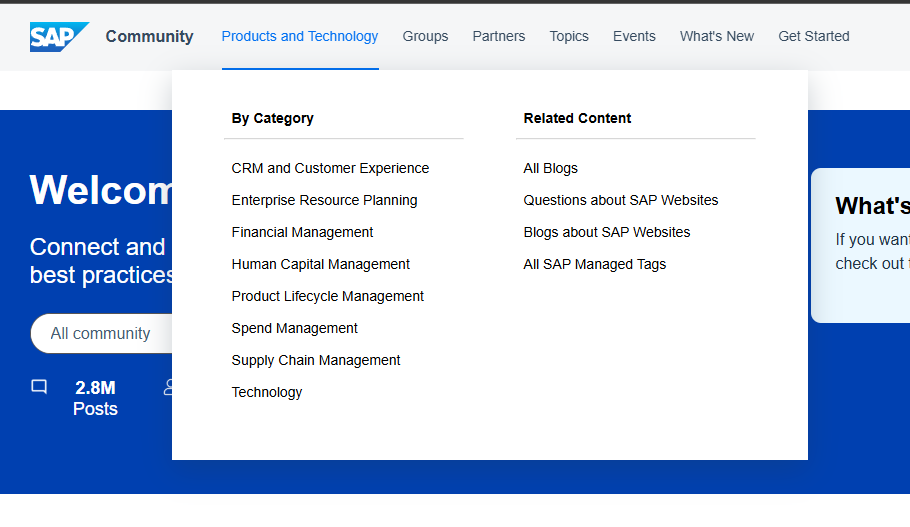 SAP Community Products and Technology Groups Partners Topics Events What's New Get Started
By Category
CRM and Customer Experience
Enterprise Resource Planning
Financial Management
Human Capital Management
Product Lifecycle Management
Spend Management
Supply Chain Management
Technology
Related Content
All Blogs
Questions about SAP Websites
Blogs about SAP Websites
All SAP Managed Tags
Connect and
best practices
All community
2.8M
Posts
What's
If you want
check out